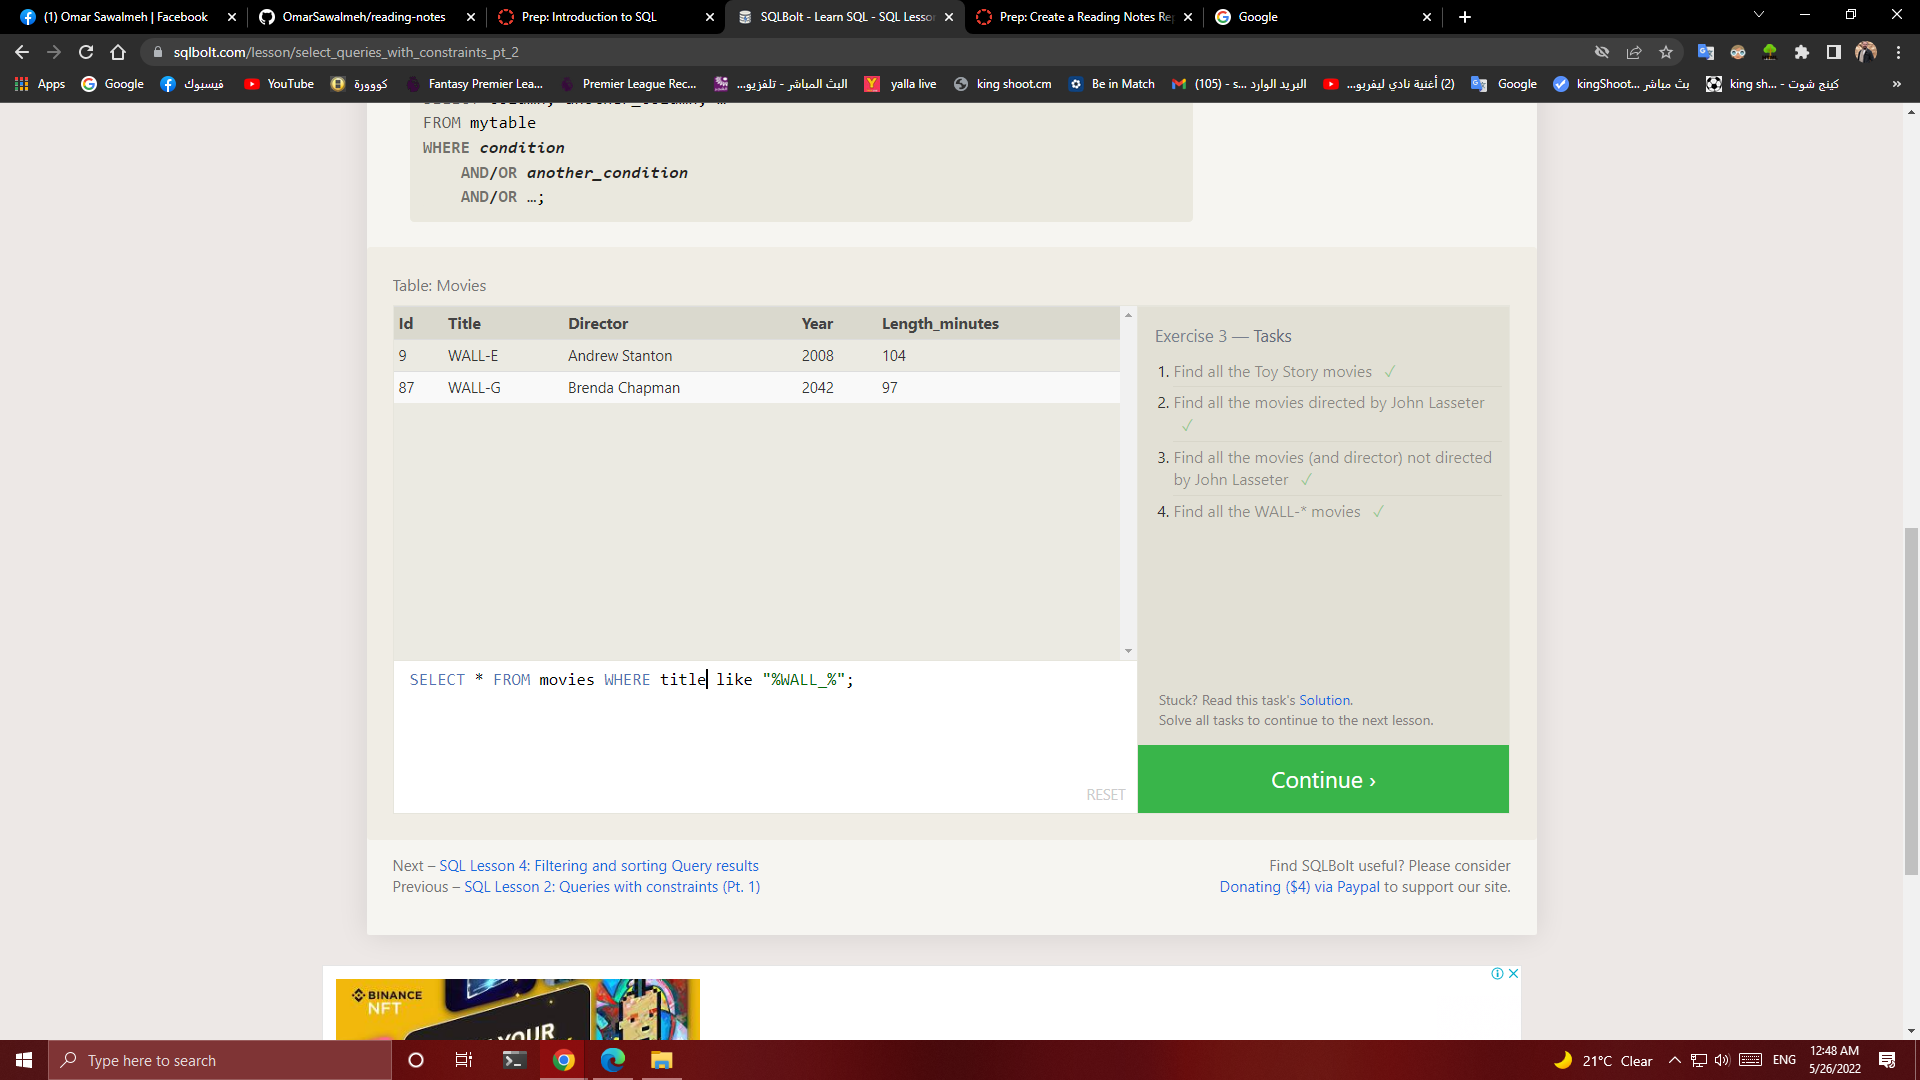 (1) Omar Sawalmeh | Facebook
OmarSawalmeh/reading-notes
Prep: Introduction to SQL
SQLBolt - Learn SQL - SQL Lesson
Prep: Create a Reading Notes Re
Google
sqlbolt.com/lesson/select_queries_with_constraints_pt_2
Apps
Google
فيسبوك
YouTube
كووورة
Fantasy Premier Lea...
Premier League Rec...
البث المباشر - تلفزيو...
yalla live
king shoot.cm
Be in Match
البريد الوارد (105) - s...
(2) أغنية نادي ليفربو...
Google
بث مباشر kingShoot...
كينج شوت - king sh...
»
FROM mytable
WHERE condition
AND/OR another_condition
AND/OR …;
Table: Movies
Id Title Director Year Length_minutes
9 WALL-E Andrew Stanton 2008 104
87 WALL-G Brenda Chapman 2042 97
Exercise 3 — Tasks
1. Find all the Toy Story movies ✓
2. Find all the movies directed by John Lasseter
✓
3. Find all the movies (and director) not directed
by John Lasseter ✓
4. Find all the WALL-* movies ✓
SELECT * FROM movies WHERE title like "%WALL_%";
RESET
Stuck? Read this task's Solution.
Solve all tasks to continue to the next lesson.
Continue ›
Next – SQL Lesson 4: Filtering and sorting Query results
Previous – SQL Lesson 2: Queries with constraints (Pt. 1)
Find SQLBolt useful? Please consider
Donating ($4) via Paypal to support our site.
BINANCE
NFT
YOUR
Type here to search
21°C Clear
ENG
12:48 AM
5/26/2022